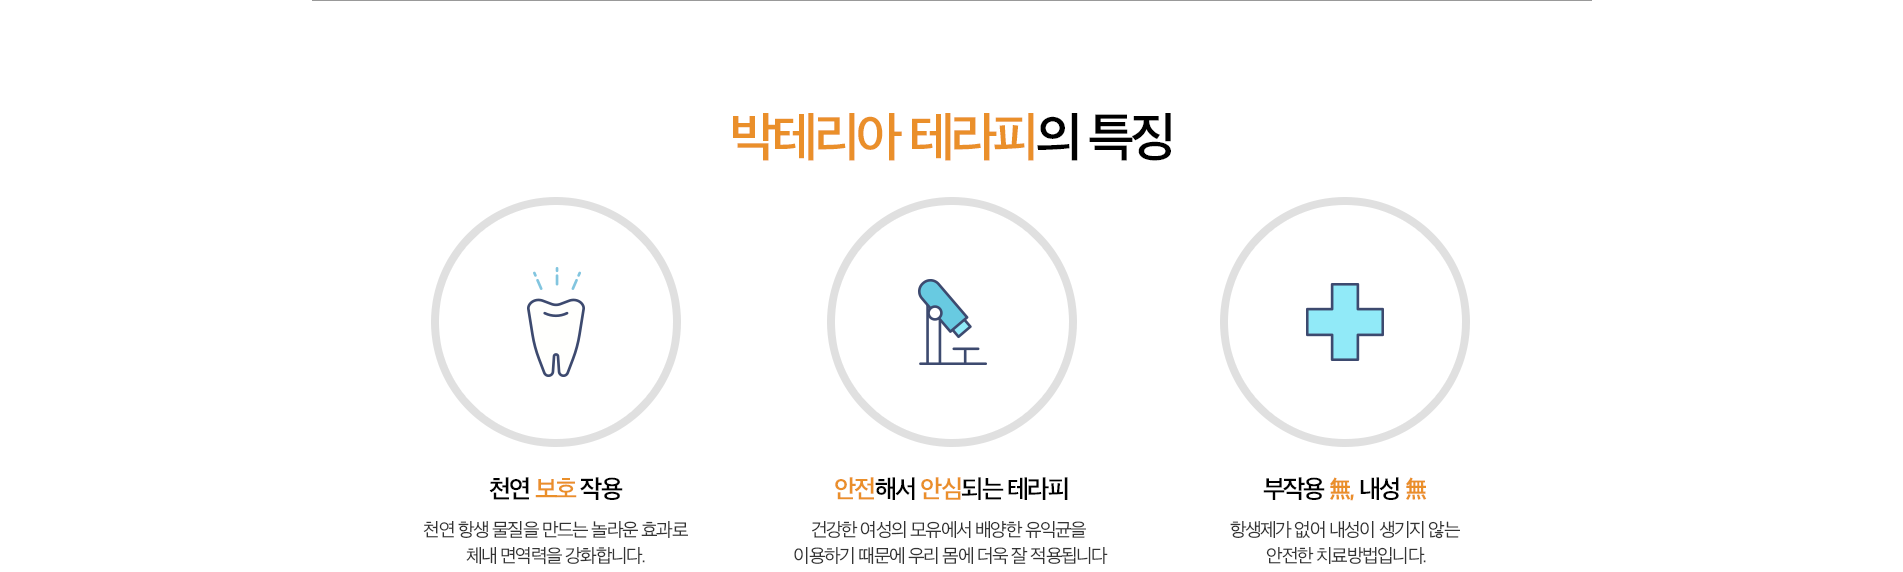 박테리아 테라피의 특징
천연 보호 작용
천연 항생 물질을 만드는 놀라운 효과로
체내 면역력을 강화합니다.
안전해서 안심되는 테라피
건강한 여성의 모유에서 배양한 유익균을
이용하기 때문에 우리 몸에 더욱 잘 적용됩니다
부작용 無, 내성 無
항생제가 없어 내성이 생기지 않는
안전한 치료방법입니다.